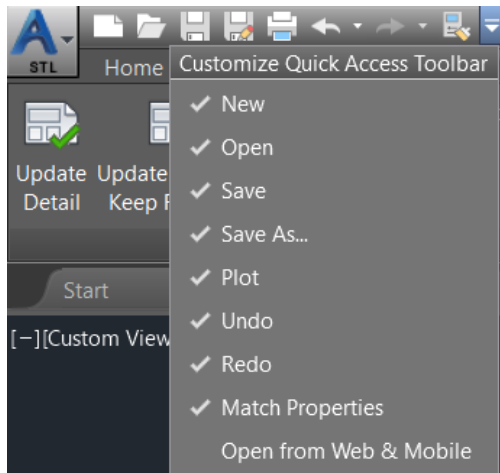 A
STL
Home
Customize Quick Access Toolbar
New
Open
Save
Save As...
Plot
Undo
Redo
Match Properties
Open from Web & Mobile
Update Update
Detail Keep
Start
[−][Custom View